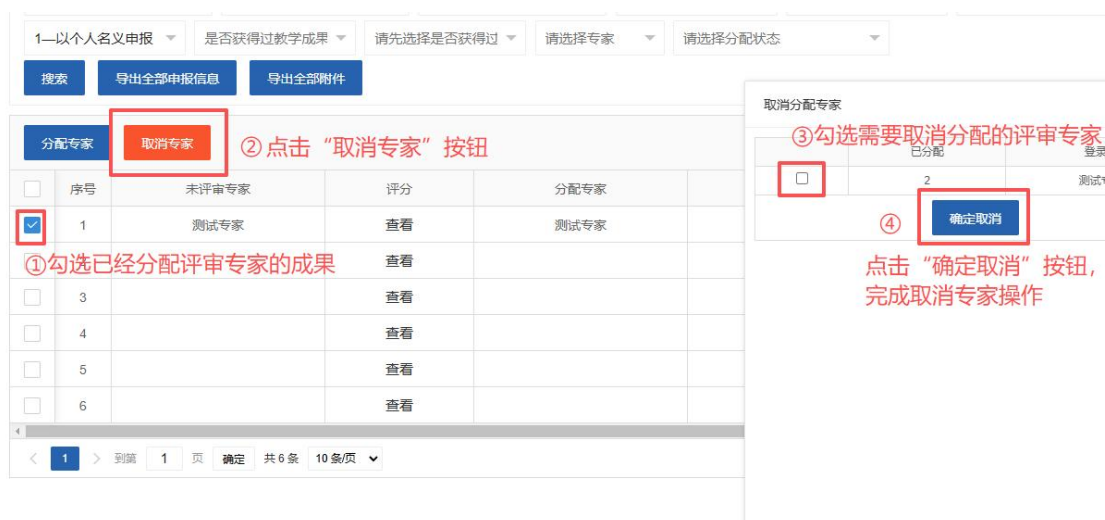 1—以个人名义申报 是否获得过教学成果 请先选择是否获得过 请选择专家 请选择分配状态
搜索 导出全部申报信息 导出全部附件
分配专家 取消专家 ②点击“取消专家”按钮
序号 未评审专家 评分 分配专家
1 测试专家 查看 测试专家
①勾选已经分配评审专家的成果 查看
3 查看
4 查看
5 查看
6 查看
1 到第 1 页 确定 共6条 10条/页
取消分配专家
③勾选需要取消分配的评审专家
已分配
2 测试
④ 确定取消
点击“确定取消”按钮，
完成取消专家操作